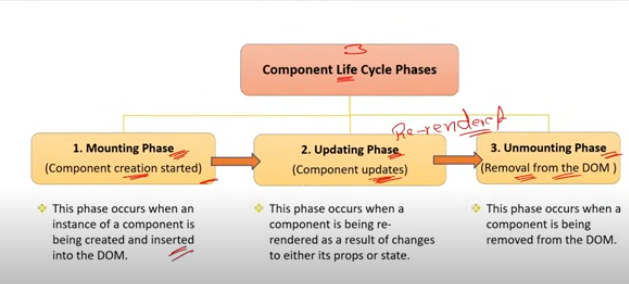 3
Component Life Cycle Phases
Re-rendered
1. Mounting Phase
(Component creation started)
2. Updating Phase
(Component updates)
3. Unmounting Phase
(Removal from the DOM )
This phase occurs when an
instance of a component is
being created and inserted
into the DOM.
This phase occurs when a
component is being re-
rendered as a result of changes
to either its props or state.
This phase occurs when a
component is being
removed from the DOM.